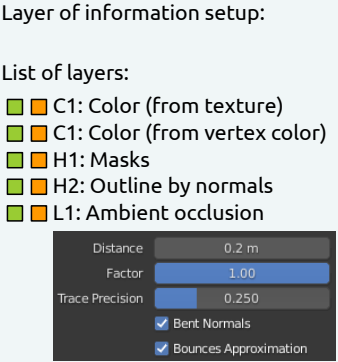 Layer of information setup:
List of layers:
C1: Color (from texture)
C1: Color (from vertex color)
H1: Masks
H2: Outline by normals
L1: Ambient occlusion
Distance 0.2 m
Factor 1.00
Trace Precision 0.250
Bent Normals
Bounces Approximation